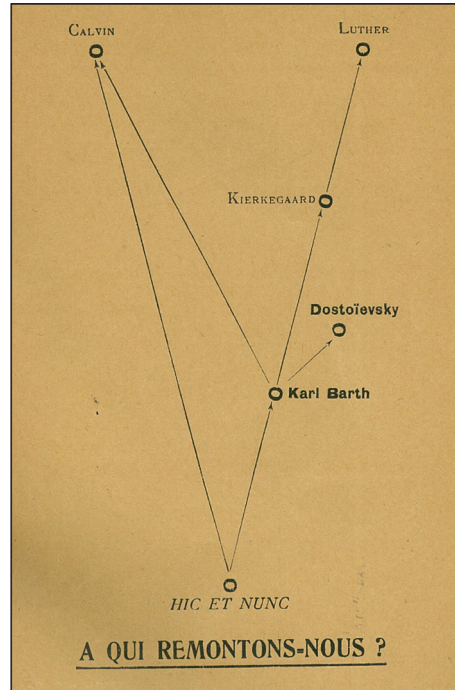 CALVIN
LUTHER
KIERKEGAARD
Dostoïevsky
Karl Barth
HIC ET NUNC
A QUI REMONTONS-NOUS ?